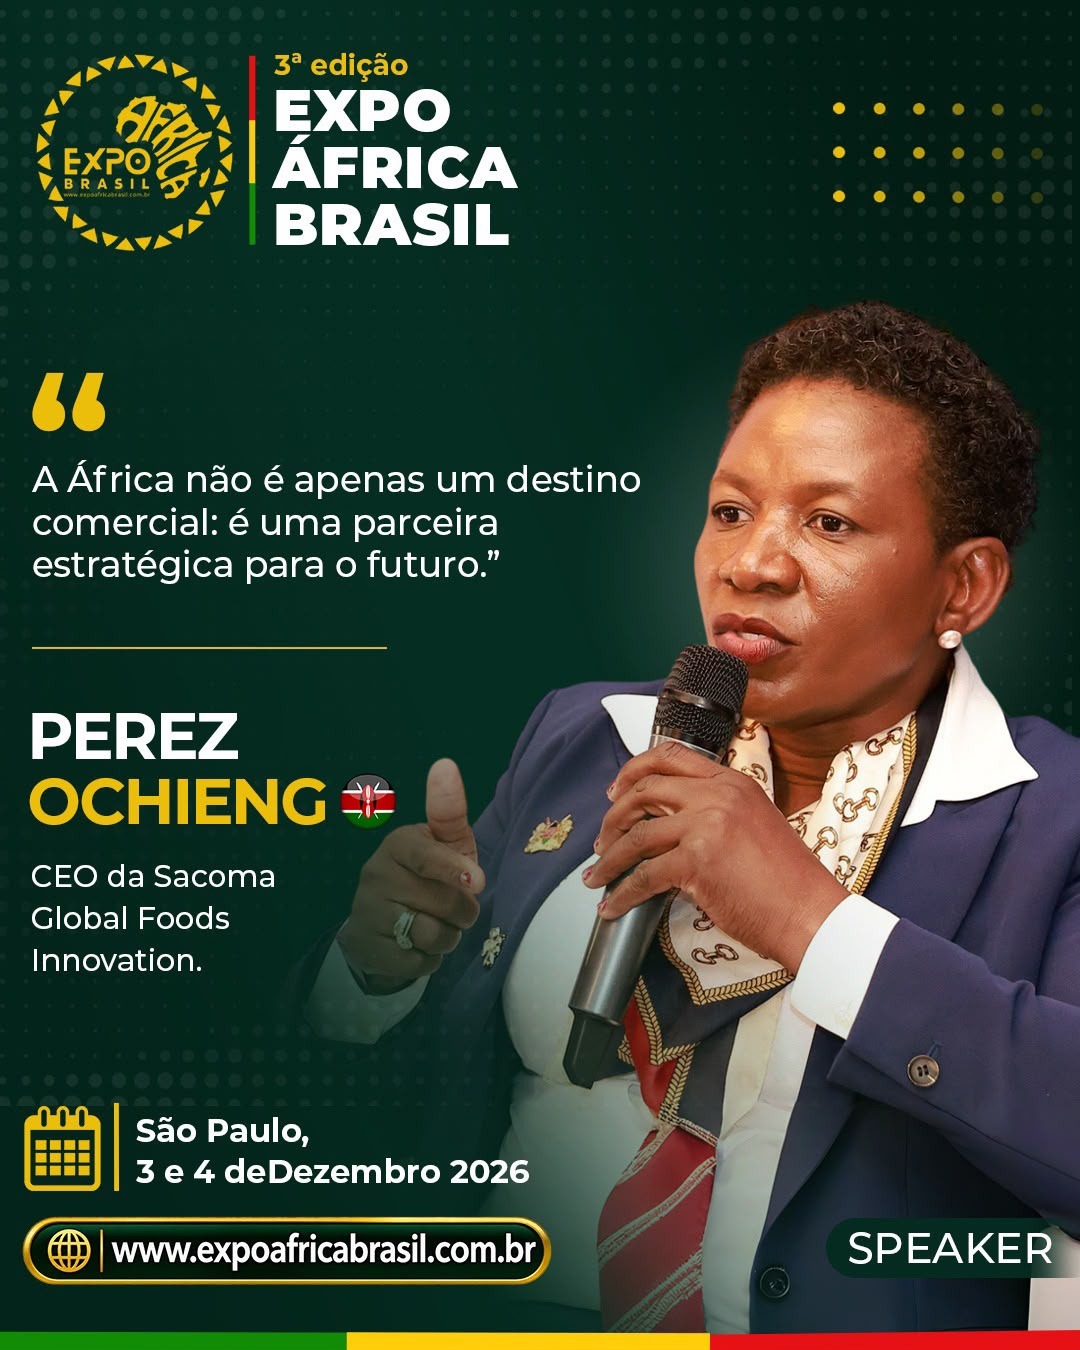 3ª edição
EXPO
ÁFRICA
BRASIL
ÁFRICA
EXPO
BRASIL
www.expoafricabrasil.com.br
“
A África não é apenas um destino
comercial: é uma parceira
estratégica para o futuro.”
PEREZ
OCHIENG
CEO da Sacoma
Global Foods
Innovation.
São Paulo,
3 e 4 deDezembro 2026
www.expoafricabrasil.com.br
SPEAKER